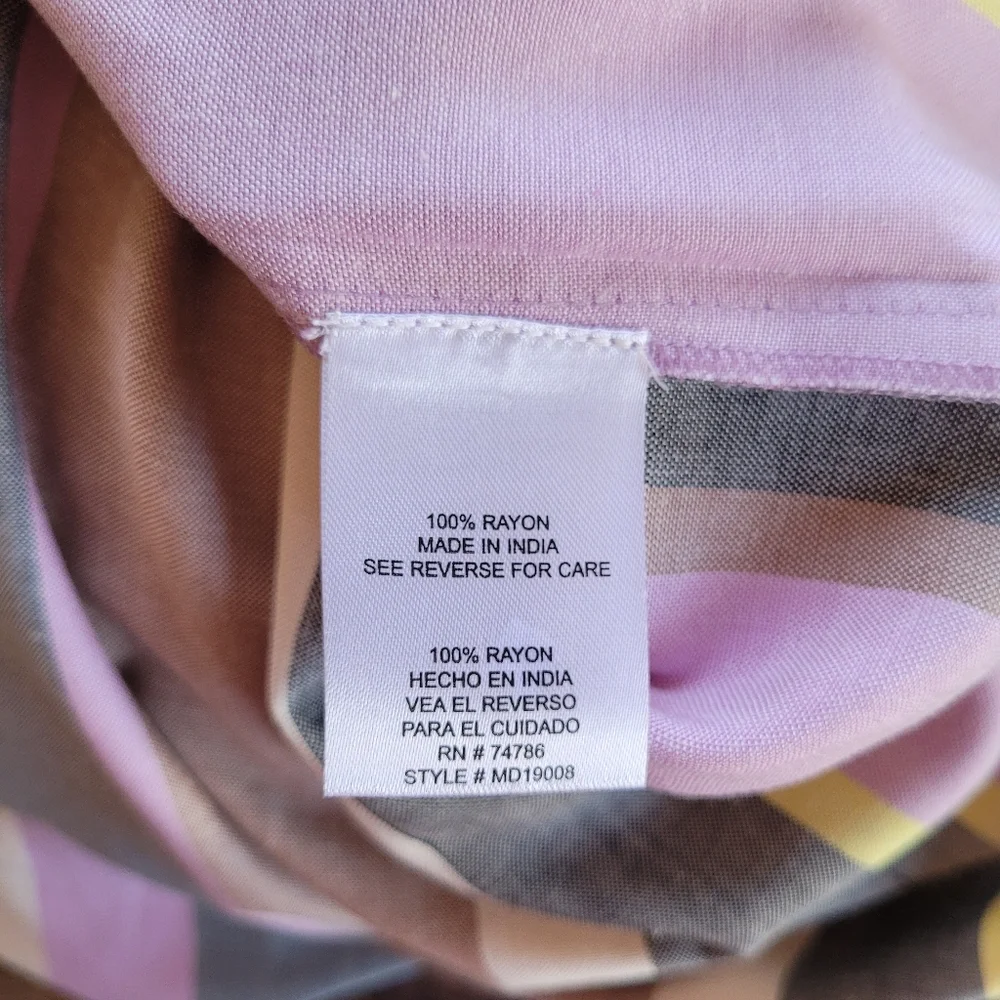 100% RAYON
MADE IN INDIA
SEE REVERSE FOR CARE
100% RAYON
HECHO EN INDIA
VEA EL REVERSO
PARA EL CUIDADO
RN # 74786
STYLE # MD19008